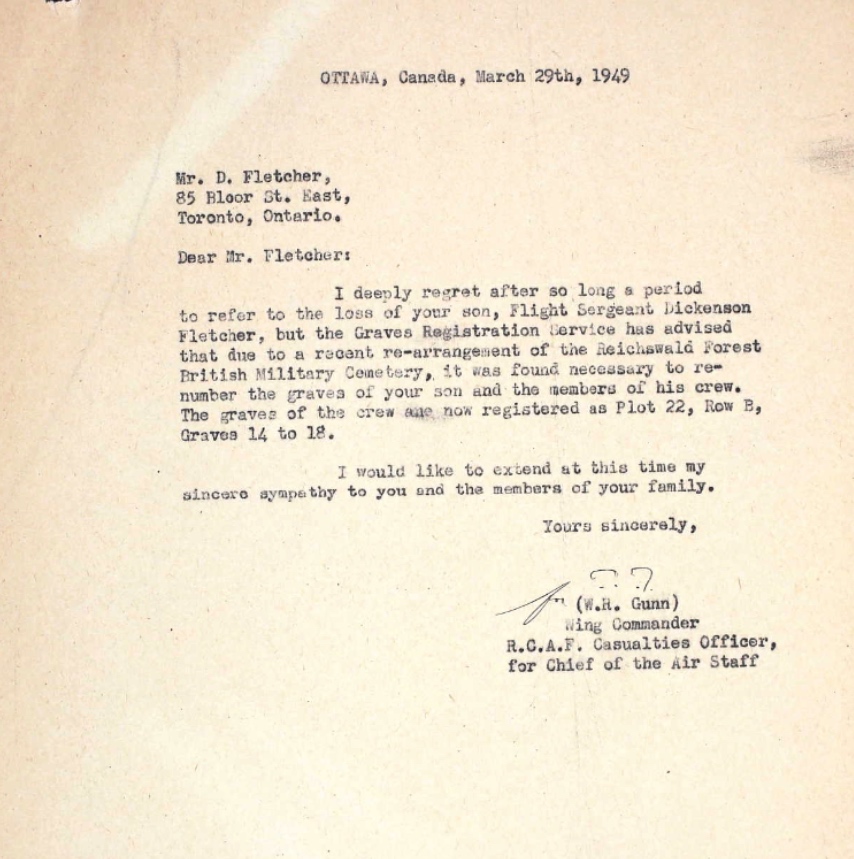 OTTAWA, Canada, March 29th, 1949
Mr. D. Fletcher,
85 Bloor St. East,
Toronto, Ontario.
Dear Mr. Fletcher:
I deeply regret after so long a period
to refer to the loss of your son, Flight Sergeant Dickenson
Fletcher, but the Graves Registration Service has advised
that due to a recent re-arrangement of the Reichswald Forest
British Military Cemetery, it was found necessary to re-
number the graves of your son and the members of his crew.
The graves of the crew are now registered as Plot 22, Row B,
Graves 14 to 18.
I would like to extend at this time my
sincere sympathy to you and the members of your family.
Yours sincerely,
for (W.R. Gunn)
Wing Commander
R.C.A.F. Casualties Officer,
for Chief of the Air Staff